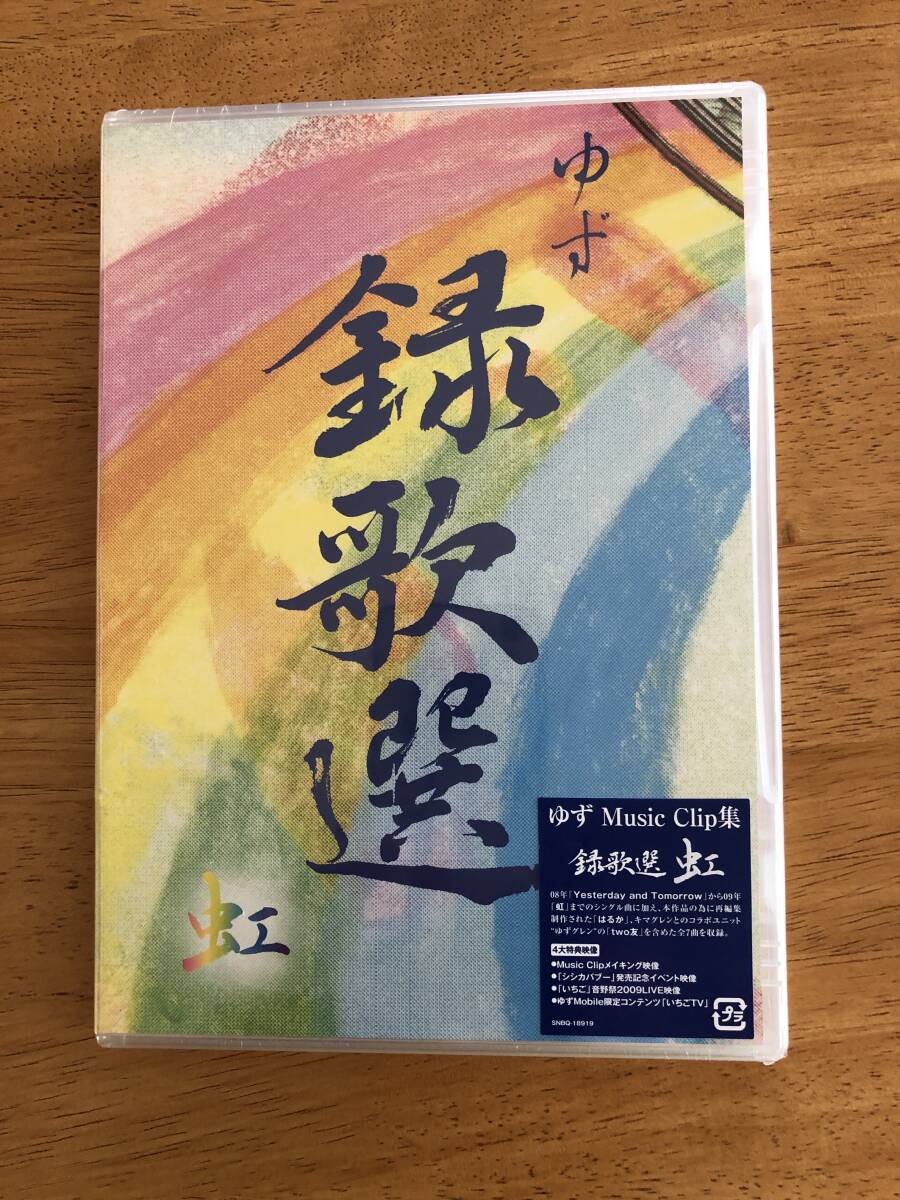 ゆず
録歌選
虹
ゆず Music Clip集
録歌選 虹
08年「Yesterday and Tomorrow」から09年
「虹」までのシングル曲に加え、本作品の為に再編集
制作された「はるか」、キマグレンとのコラボユニット
“ゆずグレン”の「two友」を含めた全7曲を収録。
4大特典映像
●Music Clipメイキング映像
●「シシカバブー」発売記念イベント映像
●「いちご」音野祭2009LIVE映像
●ゆずMobile限定コンテンツ「いちごTV」
SNBQ-18919
プラ